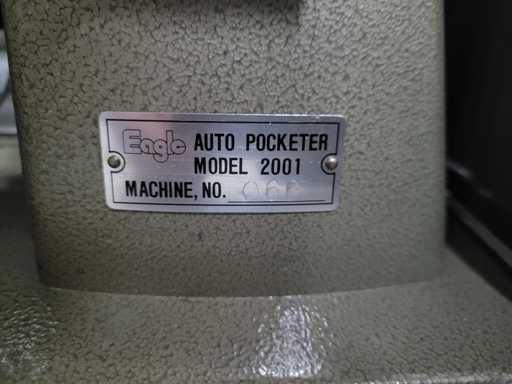 Eagle AUTO POCKETER
MODEL 2001
MACHINE, NO.